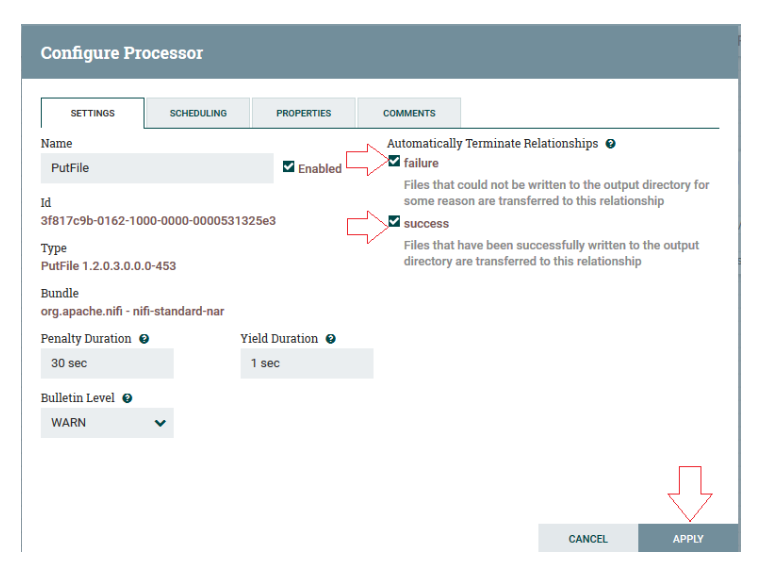 Configure Processor
SETTINGS
SCHEDULING
PROPERTIES
COMMENTS
Name
PutFile
Enabled
Id
3f817c9b-0162-1000-0000-0000531325e3
Type
PutFile 1.2.0.3.0.0.0-453
Bundle
org.apache.nifi - nifi-standard-nar
Penalty Duration
Yield Duration
30 sec
1 sec
Bulletin Level
WARN
Automatically Terminate Relationships
failure
Files that could not be written to the output directory for
some reason are transferred to this relationship
success
Files that have been successfully written to the output
directory are transferred to this relationship
CANCEL
APPLY